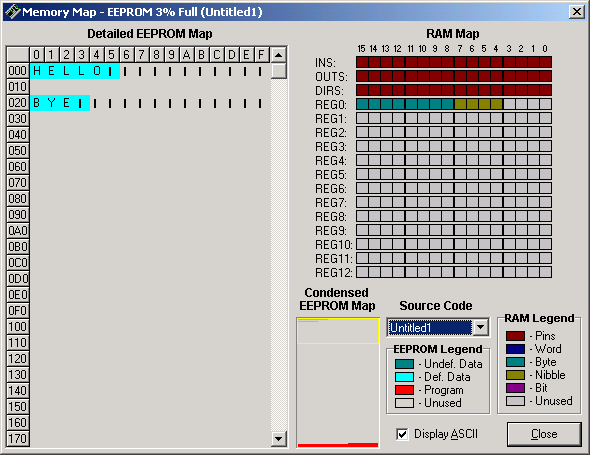 Memory Map - EEPROM 3% Full (Untitled1)
Detailed EEPROM Map
0 1 2 3 4 5 6 7 8 9 A B C D E F
000 H E L L O I I I I I I I I I I I
010
020 B Y E I I I I I I I I I I I I I
030
040
050
060
070
080
090
0A0
0B0
0C0
0D0
0E0
0F0
100
110
120
130
140
150
160
170
RAM Map
15 14 13 12 11 10 9 8 7 6 5 4 3 2 1 0
INS:
OUTS:
DIRS:
REG0:
REG1:
REG2:
REG3:
REG4:
REG5:
REG6:
REG7:
REG8:
REG9:
REG10:
REG11:
REG12:
Condensed
EEPROM Map
Source Code
Untitled1
EEPROM Legend
- Undef. Data
- Def. Data
- Program
- Unused
Display ASCII
RAM Legend
- Pins
- Word
- Byte
- Nibble
- Bit
- Unused
Close